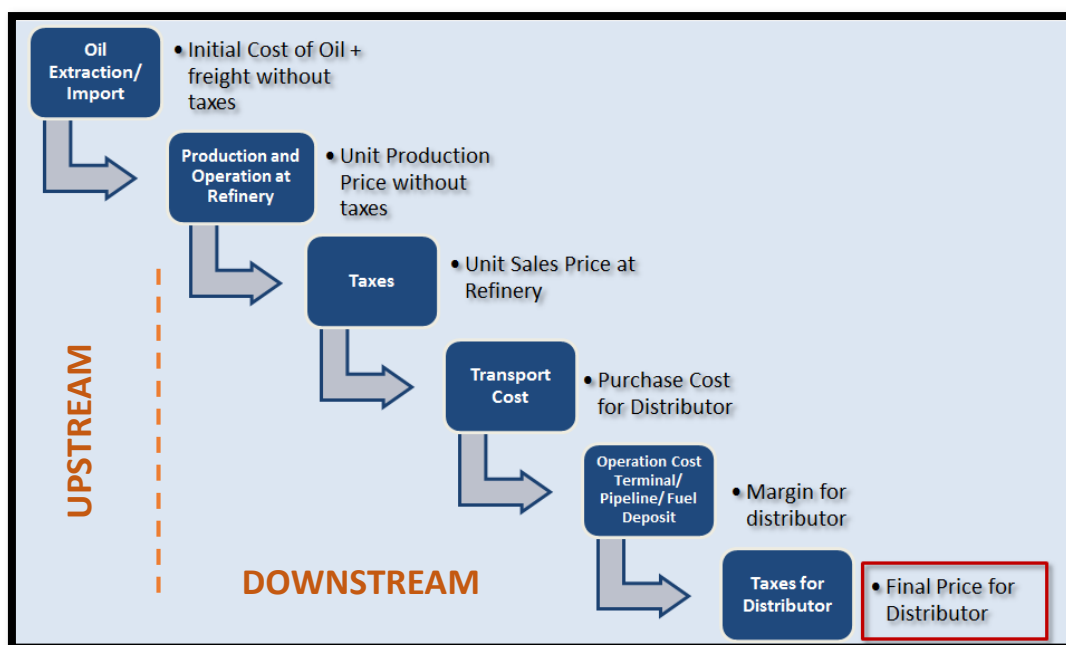 Oil
Extraction/
Import
• Initial Cost of Oil +
freight without
taxes
Production and
Operation at
Refinery
• Unit Production
Price without
taxes
Taxes
• Unit Sales Price at
Refinery
Transport
Cost
• Purchase Cost
for Distributor
Operation Cost
Terminal/
Pipeline/Fuel
Deposit
• Margin for
distributor
Taxes for
Distributor
• Final Price for
Distributor
UPSTREAM
DOWNSTREAM